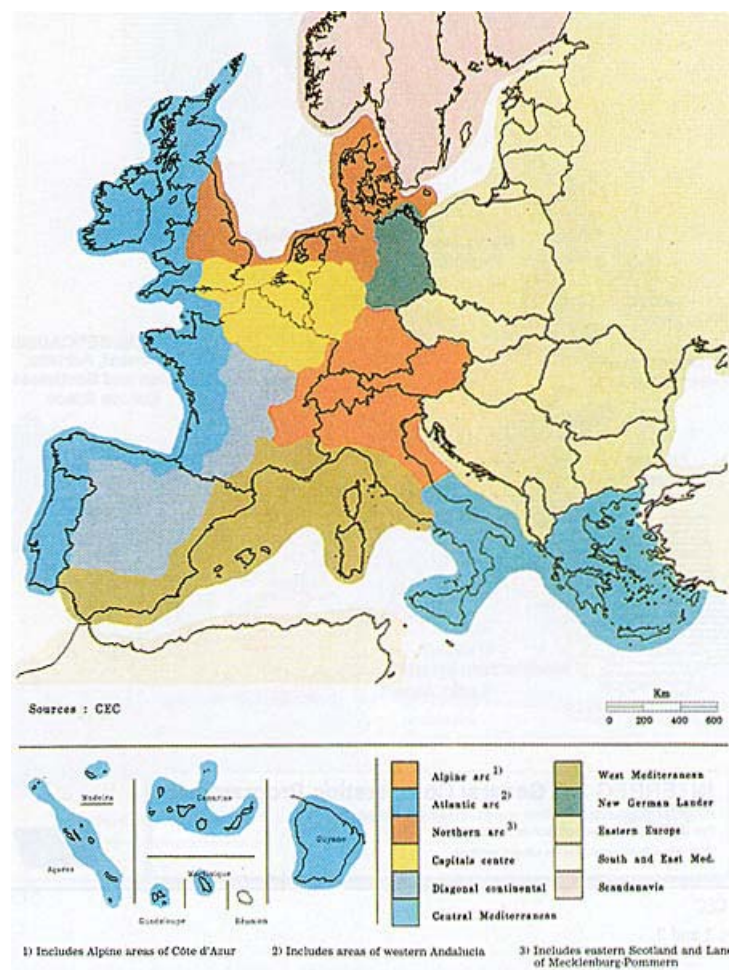 Km
0 200 400 600
Sources : CEC
Madeira
Açores
Canarias
Martinique
Guadeloupe
Réunion
Guyane
Alpine arc 1)
Atlantic arc 2)
Northern arc 3)
Capitals centre
Diagonal continental
Central Mediterranean
West Mediterranean
New German Lander
Eastern Europe
South and East Med.
Scandanavia
1) Includes Alpine areas of Côte d'Azur
2) Includes areas of western Andalucia
3) Includes eastern Scotland and Land
of Mecklenburg-Pommern